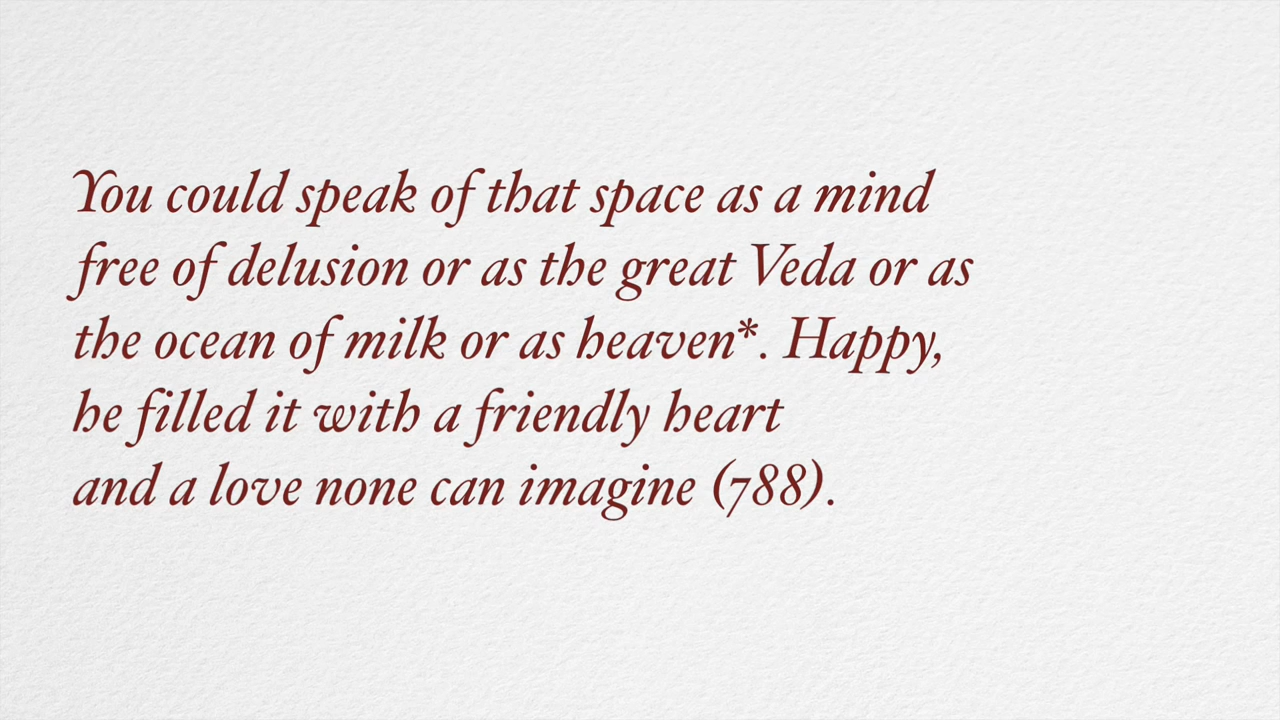 You could speak of that space as a mind
free of delusion or as the great Veda or as
the ocean of milk or as heaven*. Happy,
he filled it with a friendly heart
and a love none can imagine (788).